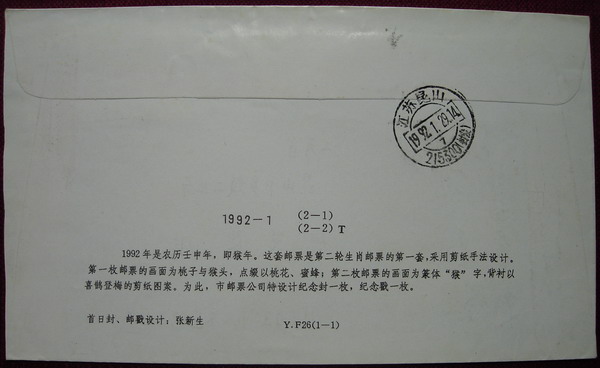 江苏昆山
1992.1.29.14
7
215300(1支)
1992-1 (2-1)
(2-2) T
1992年是农历壬申年，即猴年。这套邮票是第二轮生肖邮票的第一套，采用剪纸手法设计。
第一枚邮票的画面为桃子与猴头，点缀以桃花、蜜蜂；第二枚邮票的画面为篆体“猴”字，背衬以
喜鹊登梅的剪纸图案。为此，市邮票公司特设计纪念封一枚，纪念戳一枚。
首日封、邮戳设计：张新生 Y.F26(1-1)